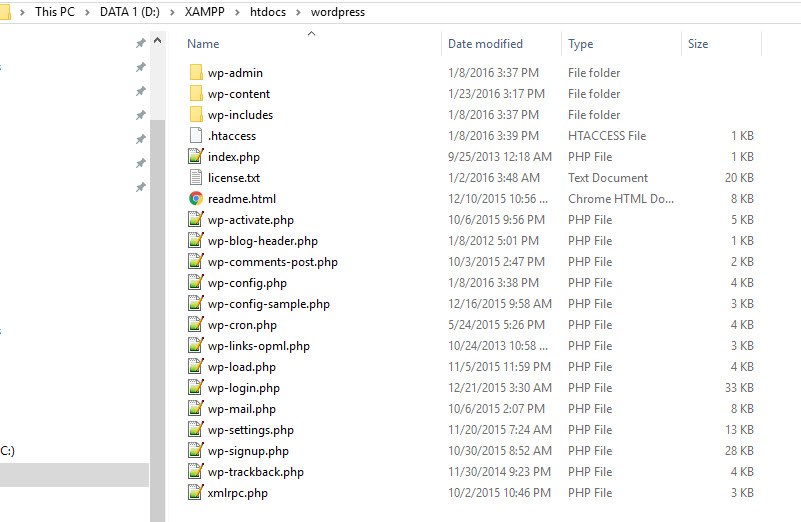 This PC > DATA 1 (D:) > XAMPP > htdocs > wordpress
Name Date modified Type Size
wp-admin 1/8/2016 3:37 PM File folder
wp-content 1/23/2016 3:17 PM File folder
wp-includes 1/8/2016 3:37 PM File folder
.htaccess 1/8/2016 3:39 PM HTACCESS File 1 KB
index.php 9/25/2013 12:18 AM PHP File 1 KB
license.txt 1/2/2016 3:48 AM Text Document 20 KB
readme.html 12/10/2015 10:56 ... Chrome HTML Do... 8 KB
wp-activate.php 10/6/2015 9:56 PM PHP File 5 KB
wp-blog-header.php 1/8/2012 5:01 PM PHP File 1 KB
wp-comments-post.php 10/3/2015 2:47 PM PHP File 2 KB
wp-config.php 1/8/2016 3:38 PM PHP File 4 KB
wp-config-sample.php 12/16/2015 9:58 AM PHP File 3 KB
wp-cron.php 5/24/2015 5:26 PM PHP File 4 KB
wp-links-opml.php 10/24/2013 10:58 ... PHP File 3 KB
wp-load.php 11/5/2015 11:59 PM PHP File 4 KB
wp-login.php 12/21/2015 3:30 AM PHP File 33 KB
wp-mail.php 10/6/2015 2:07 PM PHP File 8 KB
wp-settings.php 11/20/2015 7:24 AM PHP File 13 KB
C:)
wp-signup.php 10/30/2015 8:52 AM PHP File 28 KB
wp-trackback.php 11/30/2014 9:23 PM PHP File 4 KB
xmlrpc.php 10/2/2015 10:46 PM PHP File 3 KB